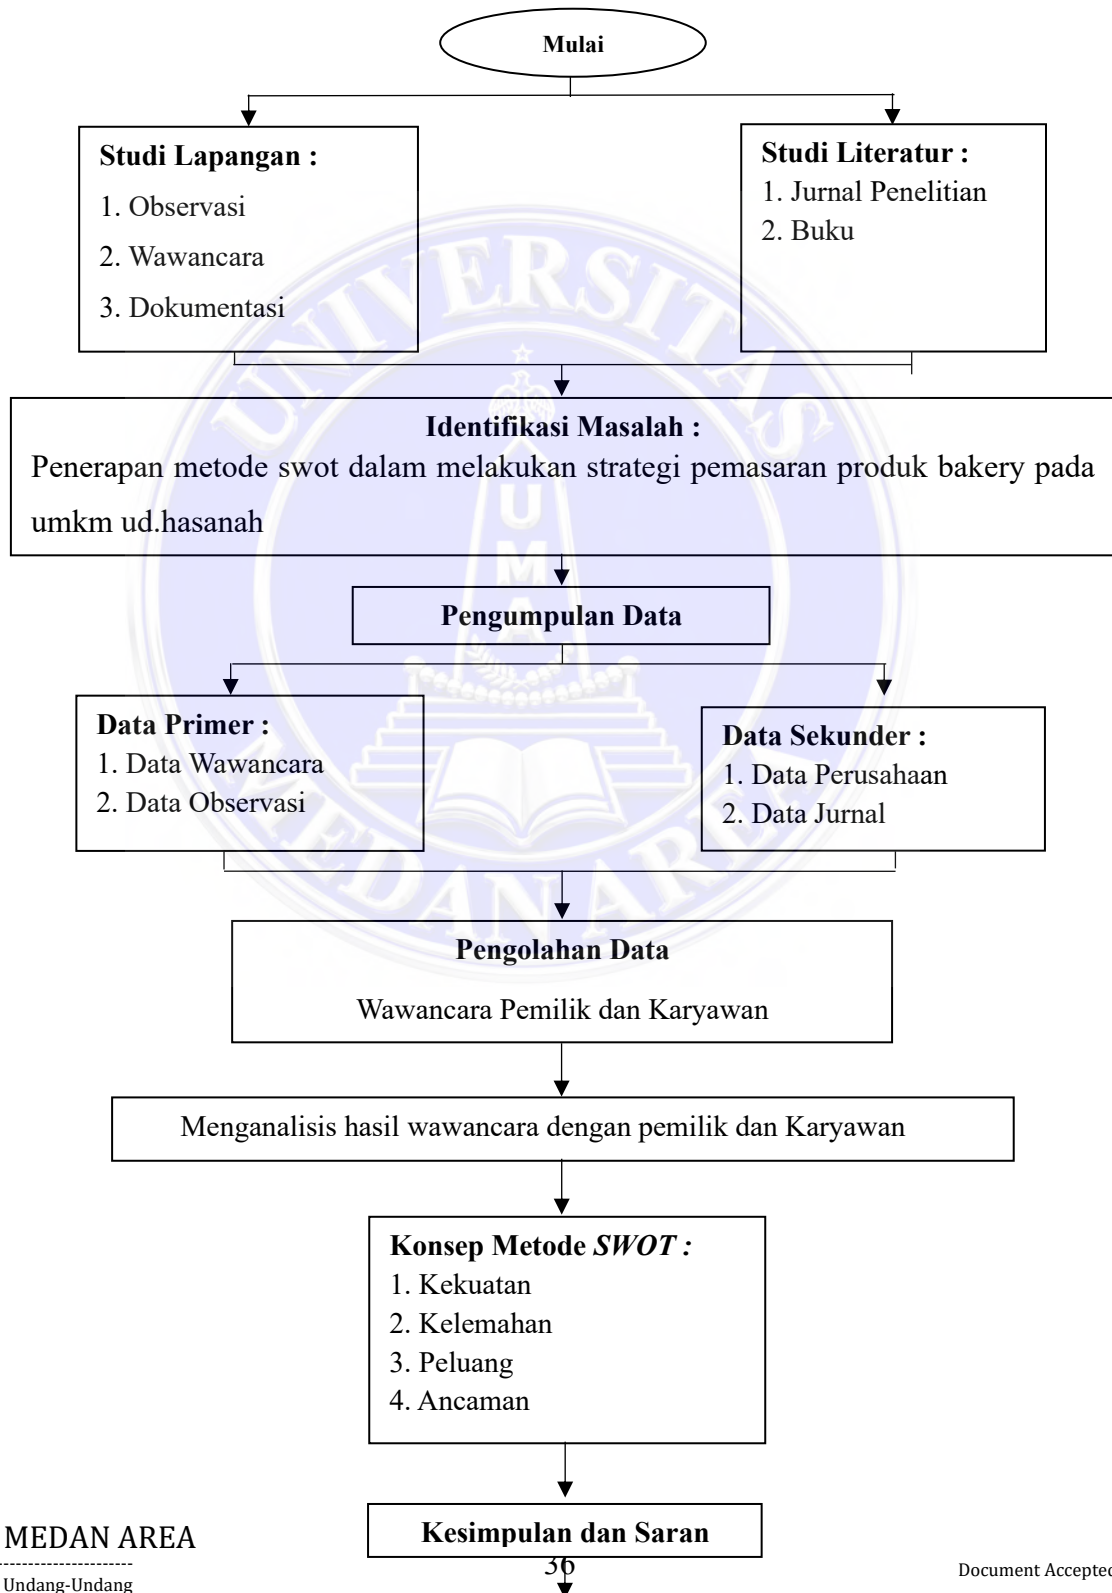 Mulai
Studi Lapangan :
1. Observasi
2. Wawancara
3. Dokumentasi
Studi Literatur :
1. Jurnal Penelitian
2. Buku
Identifikasi Masalah :
Penerapan metode swot dalam melakukan strategi pemasaran produk bakery pada
umkm ud.hasanah
Pengumpulan Data
Data Primer :
1. Data Wawancara
2. Data Observasi
Data Sekunder :
1. Data Perusahaan
2. Data Jurnal
Pengolahan Data
Wawancara Pemilik dan Karyawan
Menganalisis hasil wawancara dengan pemilik dan Karyawan
Konsep Metode SWOT :
1. Kekuatan
2. Kelemahan
3. Peluang
4. Ancaman
Kesimpulan dan Saran
UNIVERSITAS
MEDAN AREA
UMA
MEDAN AREA
-----------------------
Undang-Undang
36
Document Accepted